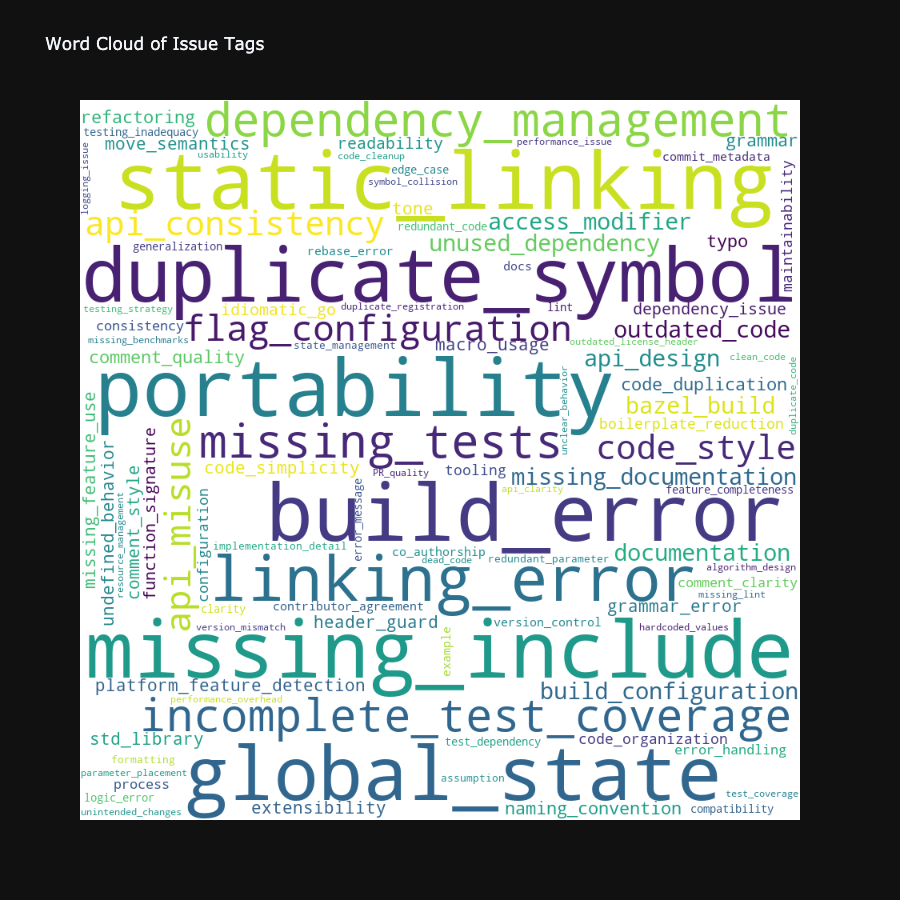 Word Cloud of Issue Tags
refactoring
dependency_management
testing_inadequacy
move_semantics
readability
performance_issue
grammar
usability
code_cleanup
commit_metadata
logging_issue
static_linking
edge_case
symbol_collision
maintainability
tone
api_consistency
redundant_code
access_modifier
generalization
rebase_error
unused_dependency
typo
duplicate_symbol
docs
testing_strategy
idiomatic_go
duplicate_registration
lint
dependency_issue
consistency
flag_configuration
outdated_code
missing_benchmarks
state_management
macro_usage
outdated_license_header
comment_quality
api_design
clean_code
portability
code_duplication
duplicate_code
unclear_behavior
bazel_build
boilerplate_reduction
missing_feature_use
undefined_behavior
resource_management
comment_style
function_signature
api_misuse
configuration
missing_tests
code_style
code_simplicity
PR_quality
tooling
missing_documentation
error_message
build_error
api_clarity
feature_completeness
implementation_detail
co_authorship
dead_code
redundant_parameter
documentation
linking_error
algorithm_design
comment_clarity
missing_lint
clarity
contributor_agreement
grammar_error
version_mismatch
header_guard
example
version_control
hardcoded_values
missing_include
platform_feature_detection
performance_overhead
build_configuration
incomplete_test_coverage
std_library
test_dependency
code_organization
error_handling
formatting
parameter_placement
global_state
process
assumption
logic_error
test_coverage
unintended_changes
extensibility
naming_convention
compatibility